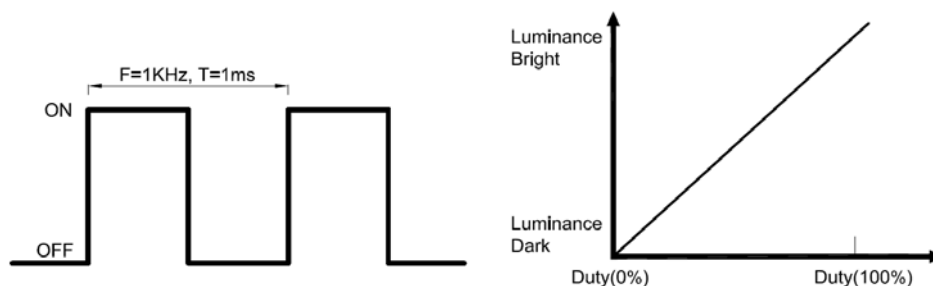 F=1KHz, T=1ms
ON
OFF
Luminance
Bright
Luminance
Dark
Duty(0%)
Duty(100%)